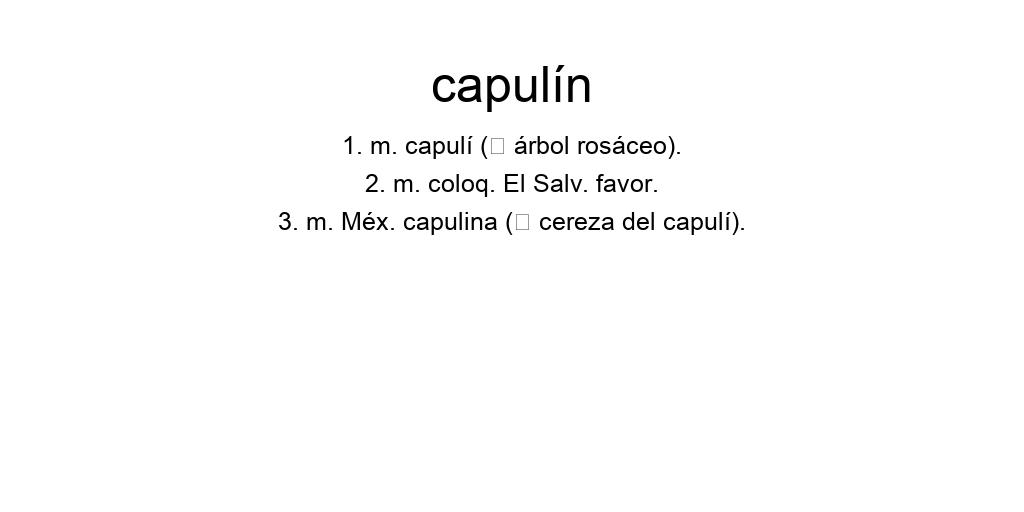 capulín
1. m. capulí (□ árbol rosáceo).
2. m. coloq. El Salv. favor.
3. m. Méx. capulina (□ cereza del capulí).